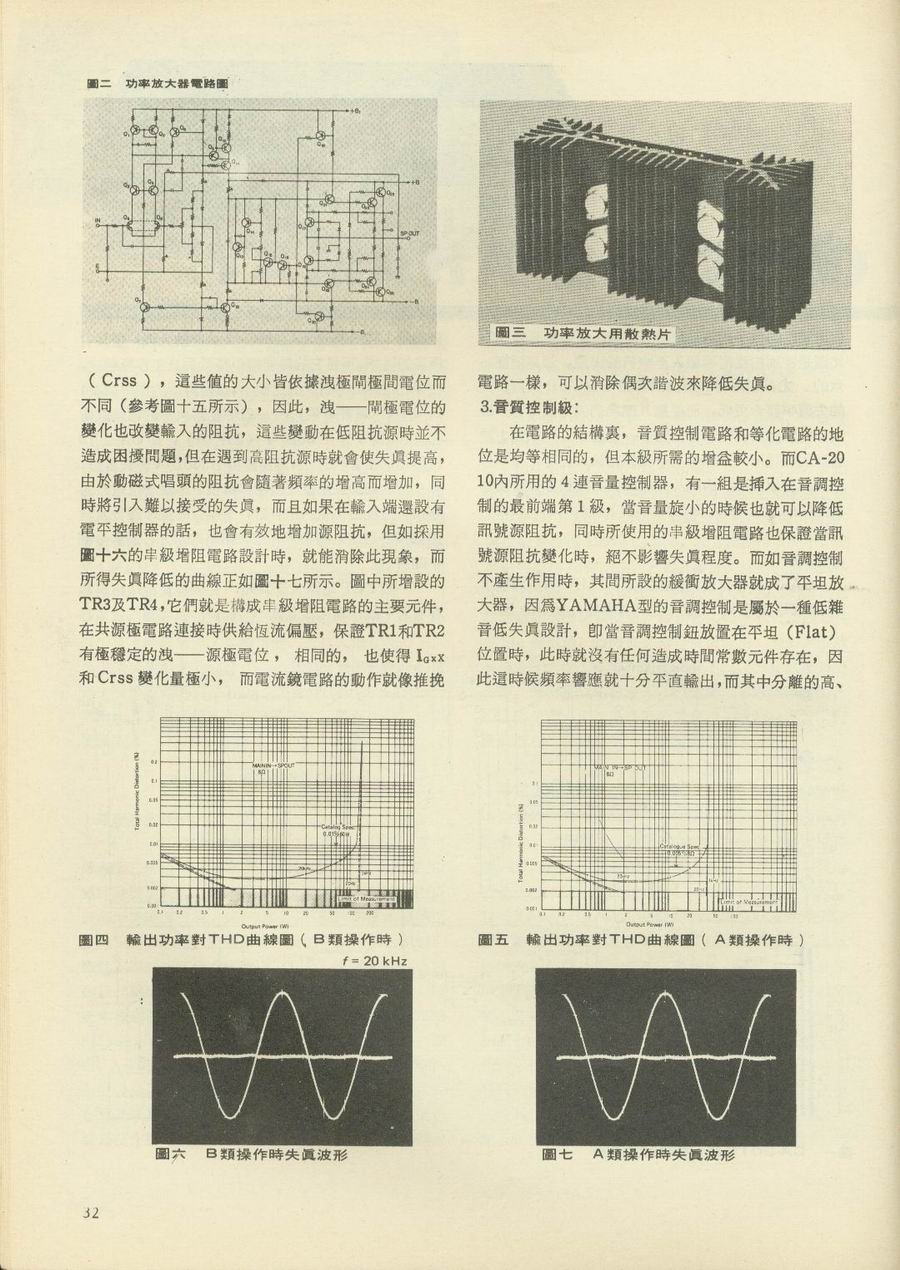 圖二　功率放大器電路圖
+B₁
+B
IN
E
SP OUT
-B
-B₁
圖三　功率放大用散熱片
（Crss），這些值的大小皆依據洩極閘極間電位而
不同（參考圖十五所示），因此，洩——閘極電位的
變化也改變輸入的阻抗，這些變動在低阻抗源時並不
造成困擾問題，但在遇到高阻抗源時就會使失眞提高，
由於動磁式唱頭的阻抗會隨著頻率的增高而增加，同
時將引入難以接受的失眞，而且如果在輸入端還設有
電平控制器的話，也會有效地增加源阻抗，但如採用
圖十六的串級增阻電路設計時，就能消除此現象，而
所得失眞降低的曲線正如圖十七所示。圖中所增設的
TR3及TR4，它們就是構成串級增阻電路的主要元件，
在共源極電路連接時供給恆流偏壓，保證TR1和TR2
有極穩定的洩——源極電位，相同的，也使得 IGXX
和 Crss 變化量極小，而電流鏡電路的動作就像推挽
電路一樣，可以消除偶次諧波來降低失眞。
3.音質控制級：
在電路的結構裏，音質控制電路和等化電路的地
位是均等相同的，但本級所需的增益較小。而CA-20
10內所用的 4 連音量控制器，有一組是揷入在音調控
制的最前端第 1 級，當音量旋小的時候也就可以降低
訊號源阻抗，同時所使用的串級增阻電路也保證當訊
號源阻抗變化時，絕不影響失眞程度。而如音調控制
不產生作用時，其間所設的緩衝放大器就成了平坦放
大器，因爲YAMAHA型的音調控制是屬於一種低雜
音低失眞設計，卽當音調控制鈕放置在平坦（Flat）
位置時，此時就沒有任何造成時間常數元件存在，因
此這時候頻率響應就十分平直輸出，而其中分離的高、
Total Harmonic Distortion (%)
MAIN IN→SPOUT
8Ω
Catalog Spec
20kHz
Limit of Measurement
Output Power (W)
圖四　輸出功率對THD曲線圖（B類操作時）
Total Harmonic Distortion (%)
MAIN IN→SP OUT
8Ω
Catalogue Spec
Limit of Measurement
Output Power (W)
圖五　輸出功率對THD曲線圖（A類操作時）
f = 20 kHz
圖六　B類操作時失眞波形
圖七　A類操作時失眞波形
32